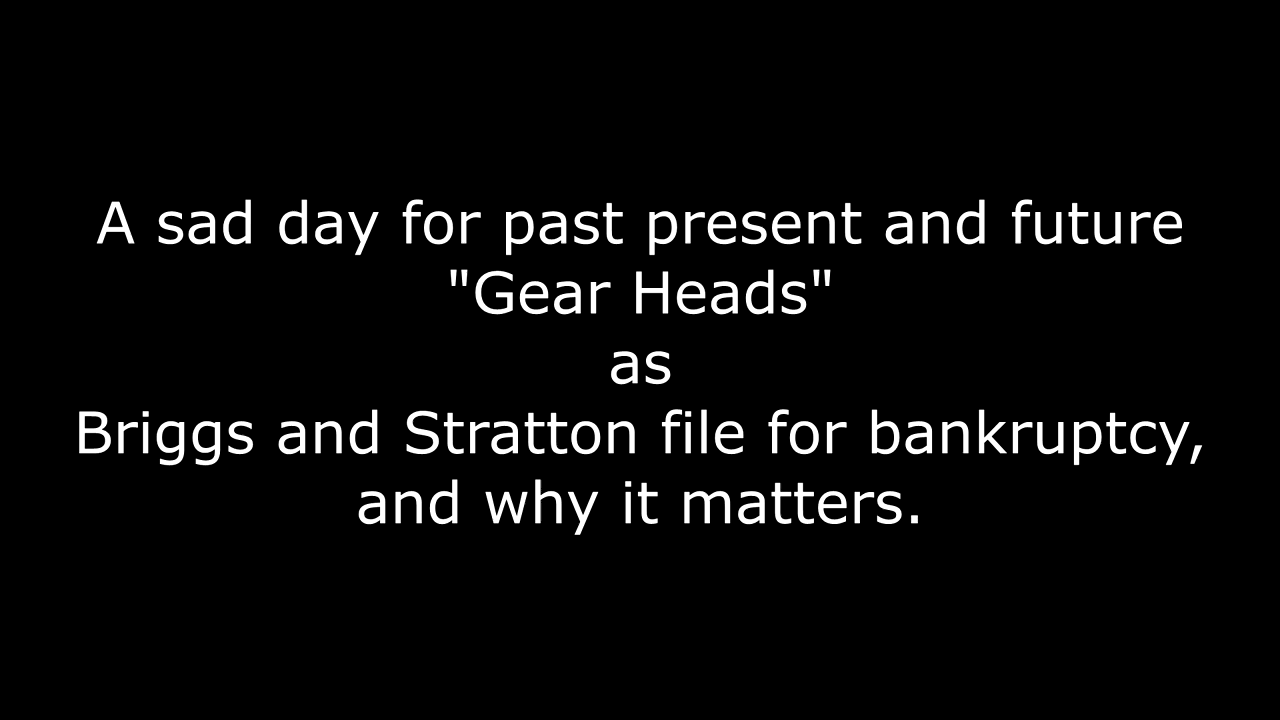 A sad day for past present and future
"Gear Heads"
as
Briggs and Stratton file for bankruptcy,
and why it matters.